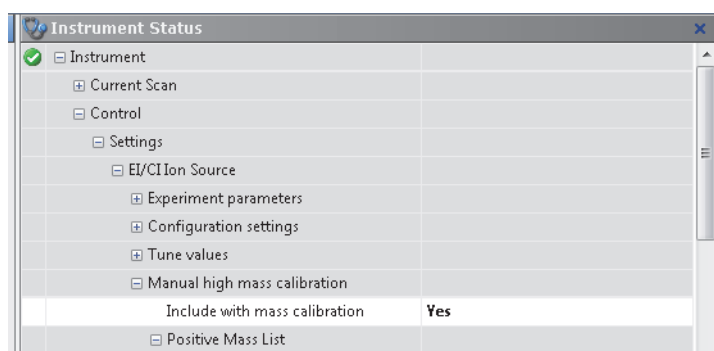 Instrument Status
Instrument
Current Scan
Control
Settings
EI/CI Ion Source
Experiment parameters
Configuration settings
Tune values
Manual high mass calibration
Include with mass calibration Yes
Positive Mass List